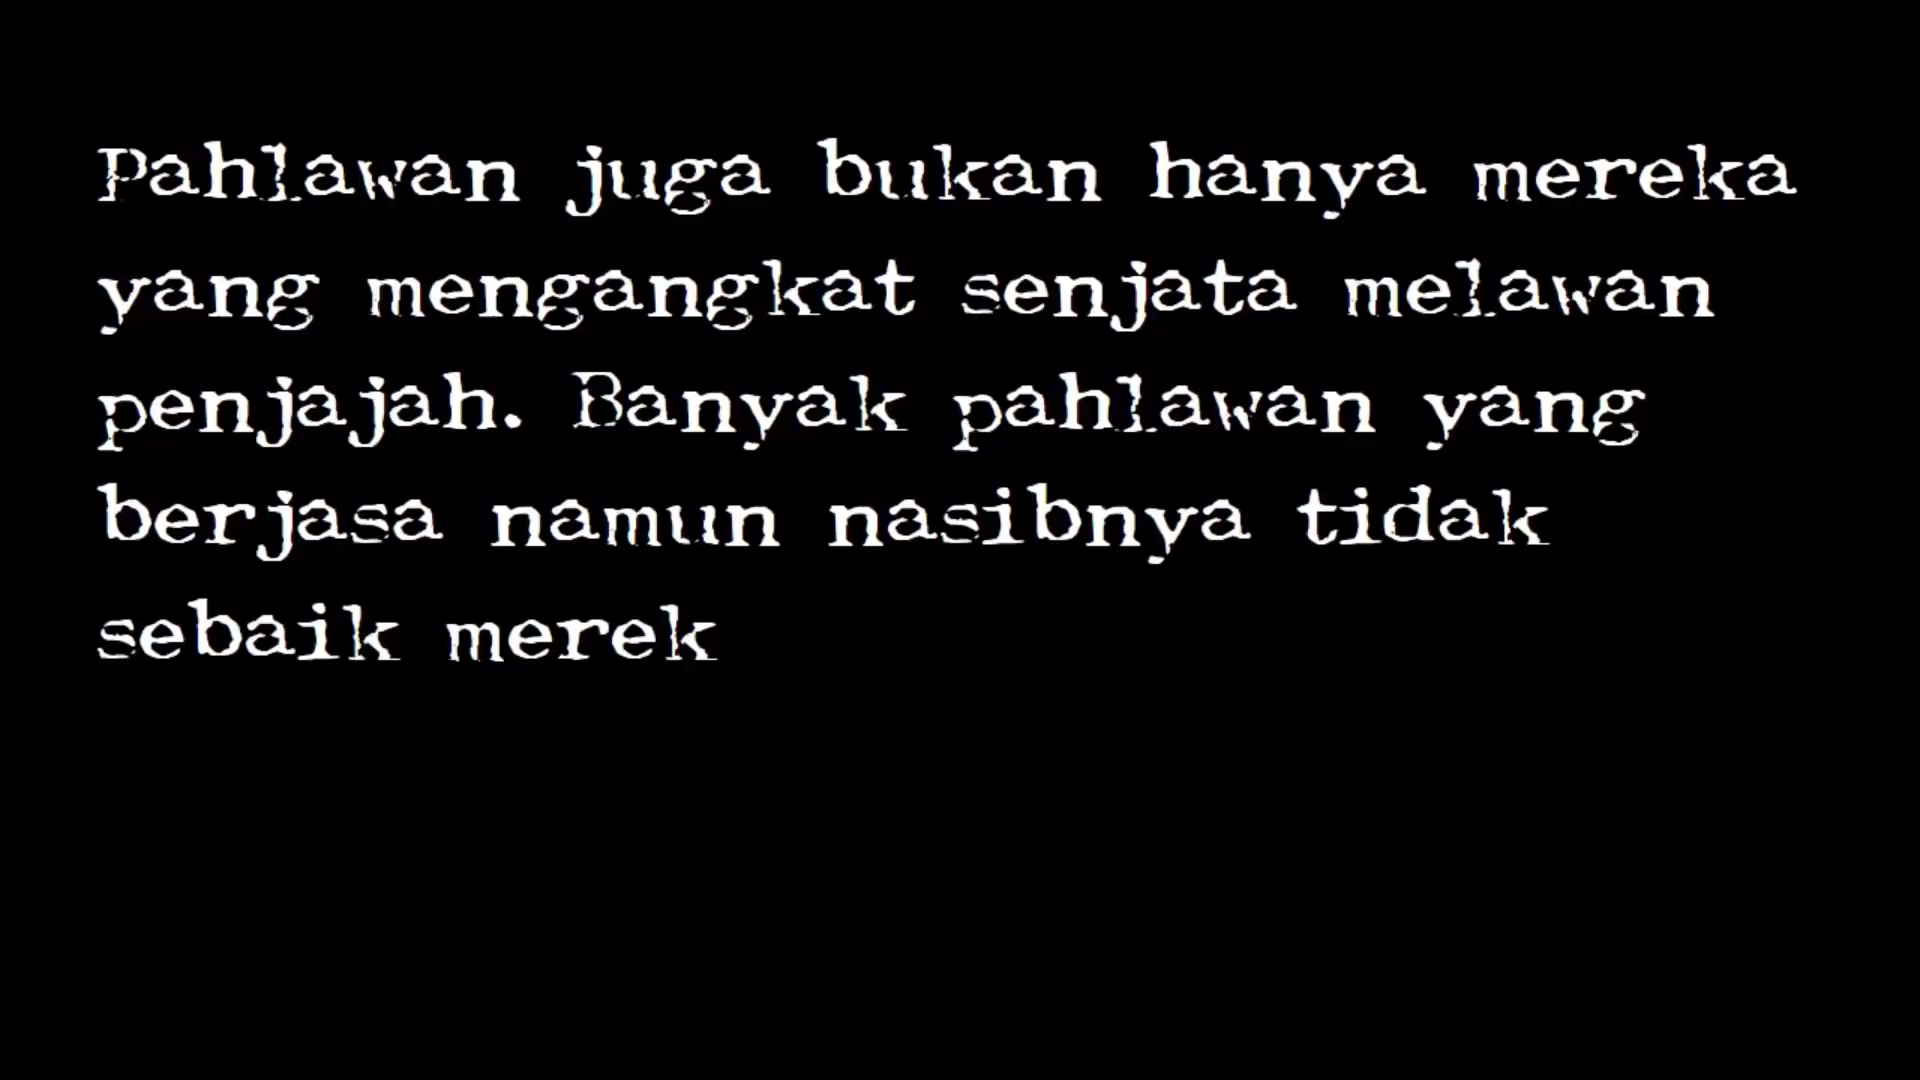 Pahlawan juga bukan hanya mereka
yang mengangkat senjata melawan
penjajah. Banyak pahlawan yang
berjasa namun nasibnya tidak
sebaik merek